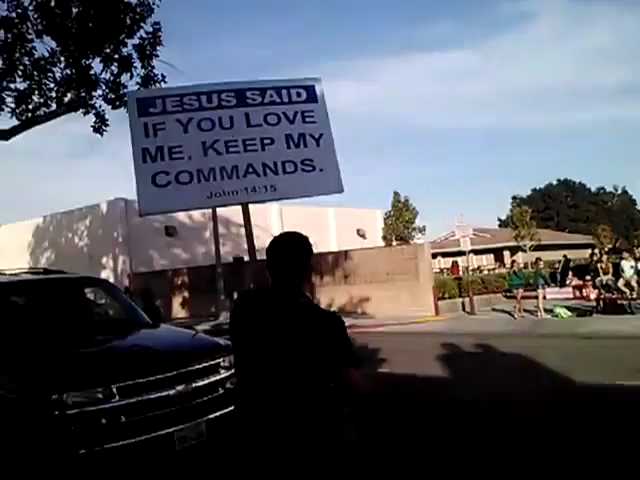 JESUS SAID
IF YOU LOVE
ME, KEEP MY
COMMANDS.
John 14:15